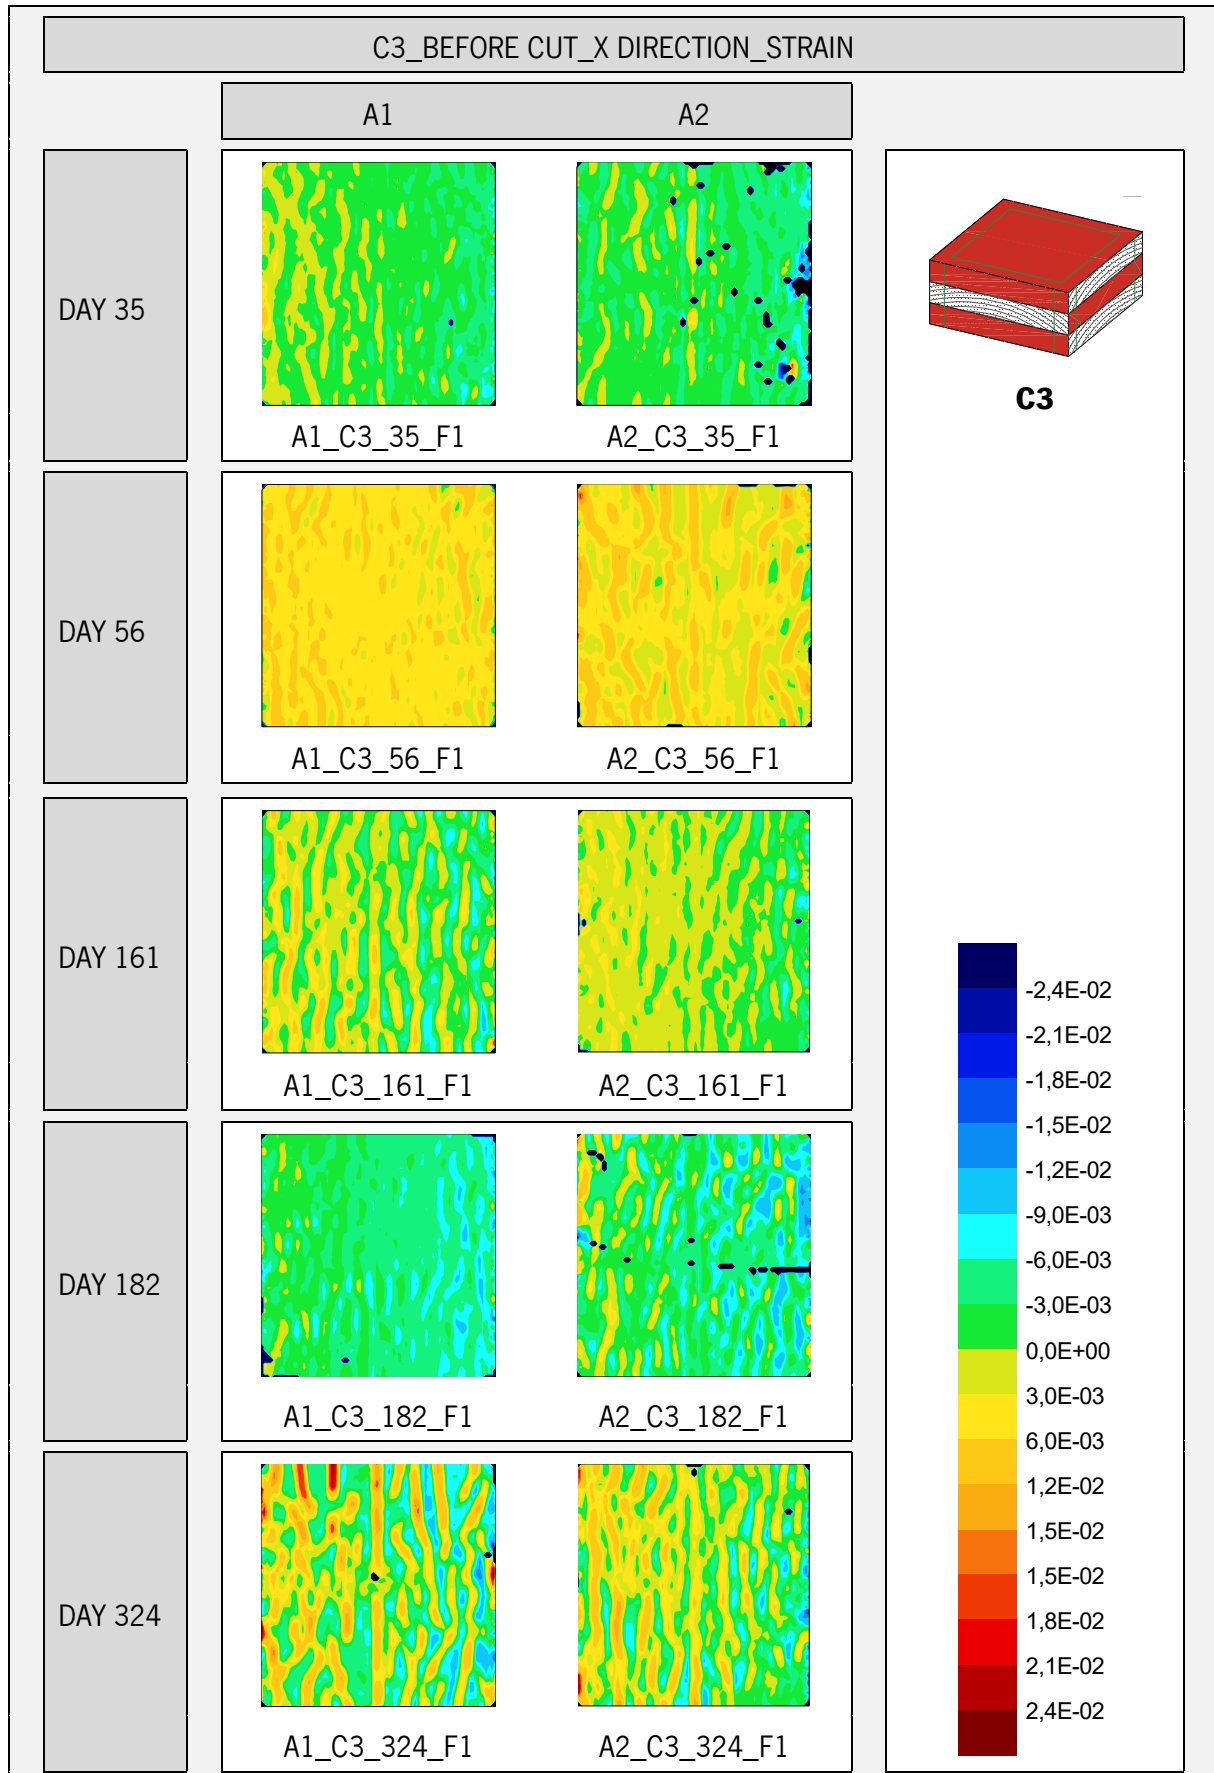 C3_BEFORE CUT_X DIRECTION_STRAIN
A1
A2
DAY 35
A1_C3_35_F1
A2_C3_35_F1
C3
DAY 56
A1_C3_56_F1
A2_C3_56_F1
DAY 161
A1_C3_161_F1
A2_C3_161_F1
DAY 182
A1_C3_182_F1
A2_C3_182_F1
DAY 324
A1_C3_324_F1
A2_C3_324_F1
-2,4E-02
-2,1E-02
-1,8E-02
-1,5E-02
-1,2E-02
-9,0E-03
-6,0E-03
-3,0E-03
0,0E+00
3,0E-03
6,0E-03
1,2E-02
1,5E-02
1,5E-02
1,8E-02
2,1E-02
2,4E-02